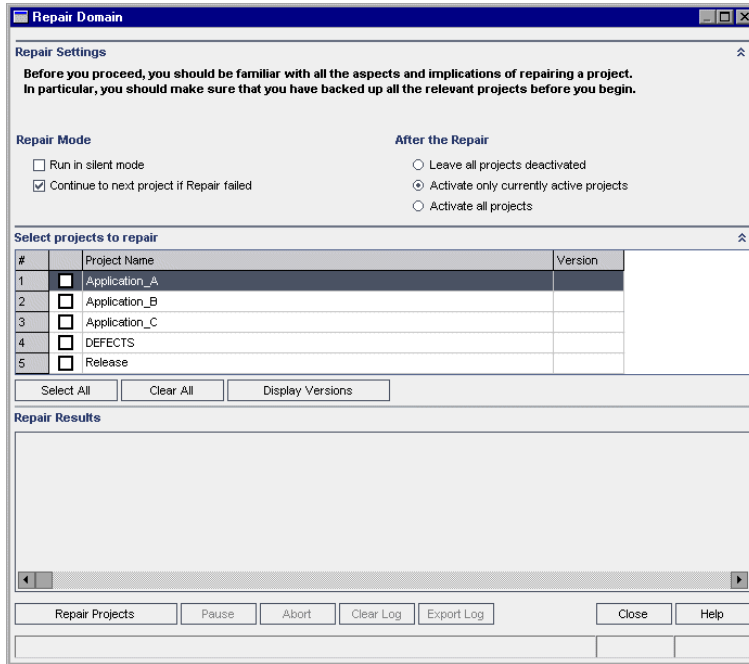 Repair Domain
Repair Settings
Before you proceed, you should be familiar with all the aspects and implications of repairing a project.
In particular, you should make sure that you have backed up all the relevant projects before you begin.
Repair Mode
After the Repair
Run in silent mode
Leave all projects deactivated
Continue to next project if Repair failed
Activate only currently active projects
Activate all projects
Select projects to repair
# Project Name Version
1 Application_A
2 Application_B
3 Application_C
4 DEFECTS
5 Release
Select All Clear All Display Versions
Repair Results
Repair Projects Pause Abort Clear Log Export Log Close Help